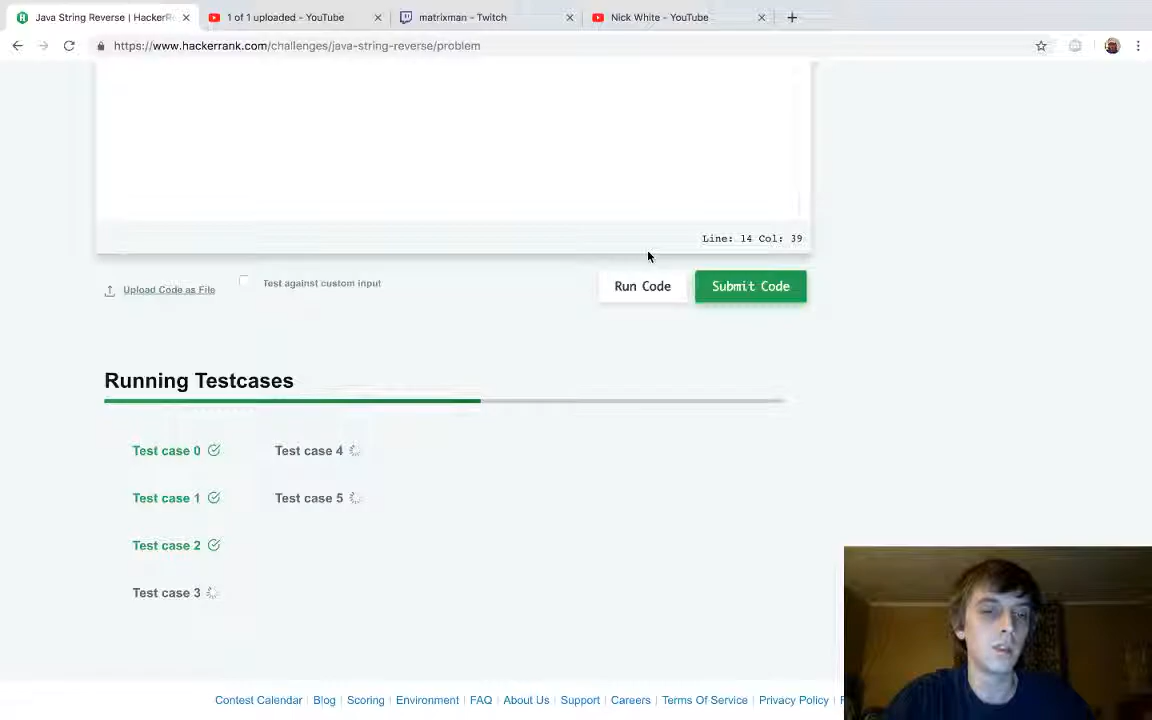 Java String Reverse | HackerR
1 of 1 uploaded - YouTube
matrixman - Twitch
Nick White - YouTube
https://www.hackerrank.com/challenges/java-string-reverse/problem
Line: 14 Col: 39
Upload Code as File
Test against custom input
Run Code
Submit Code
Running Testcases
Test case 0
Test case 4
Test case 1
Test case 5
Test case 2
Test case 3
Contest Calendar | Blog | Scoring | Environment | FAQ | About Us | Support | Careers | Terms Of Service | Privacy Policy |